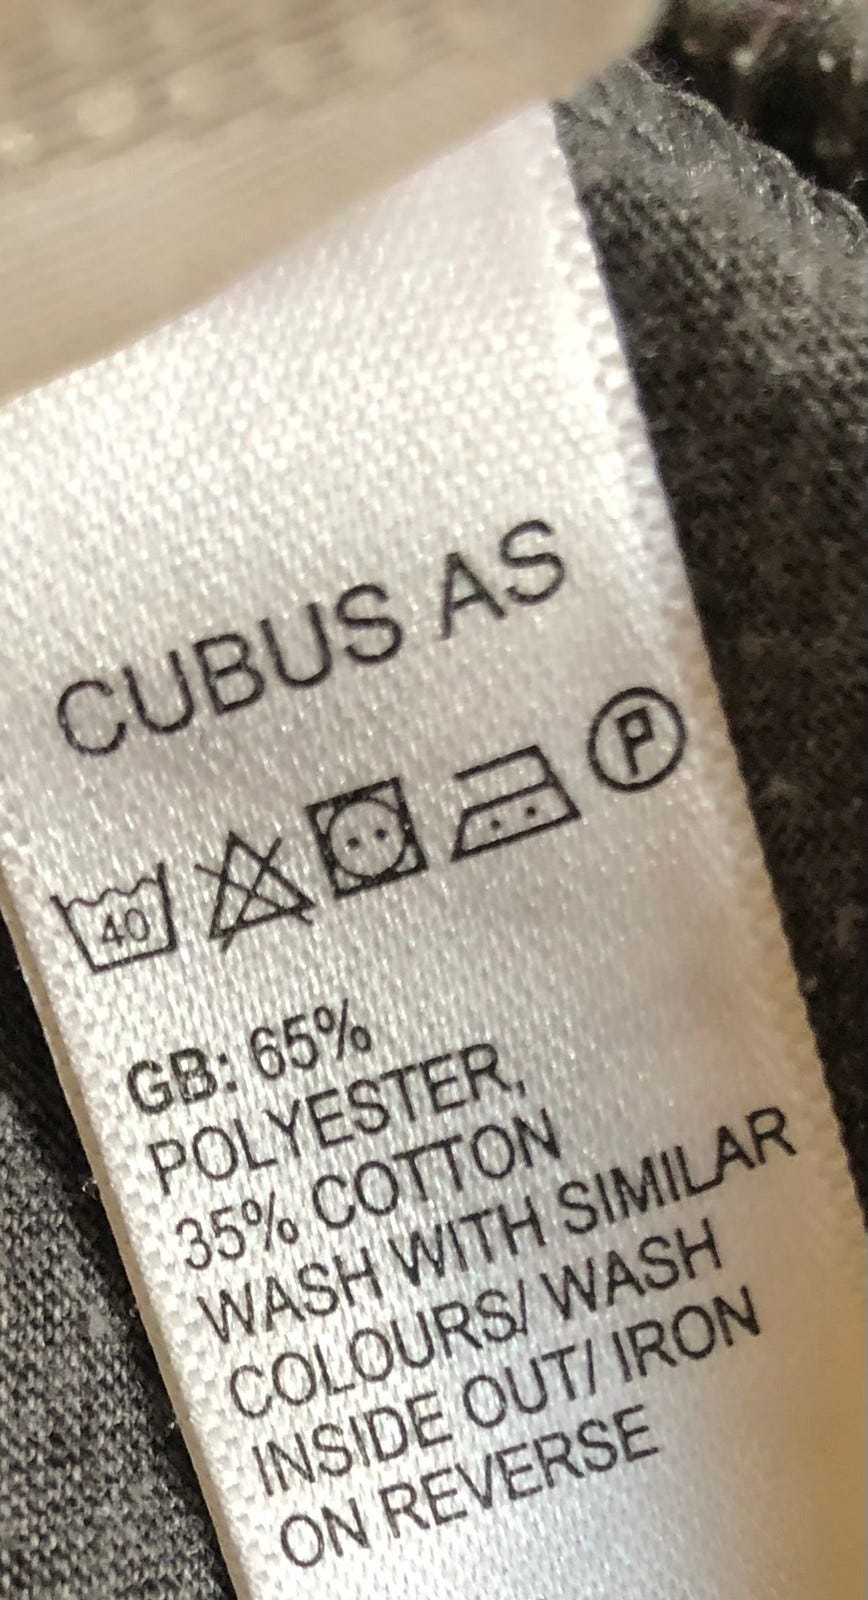 CUBUS AS
40
P
GB: 65%
POLYESTER,
35% COTTON
WASH WITH SIMILAR
COLOURS/ WASH
INSIDE OUT/ IRON
ON REVERSE